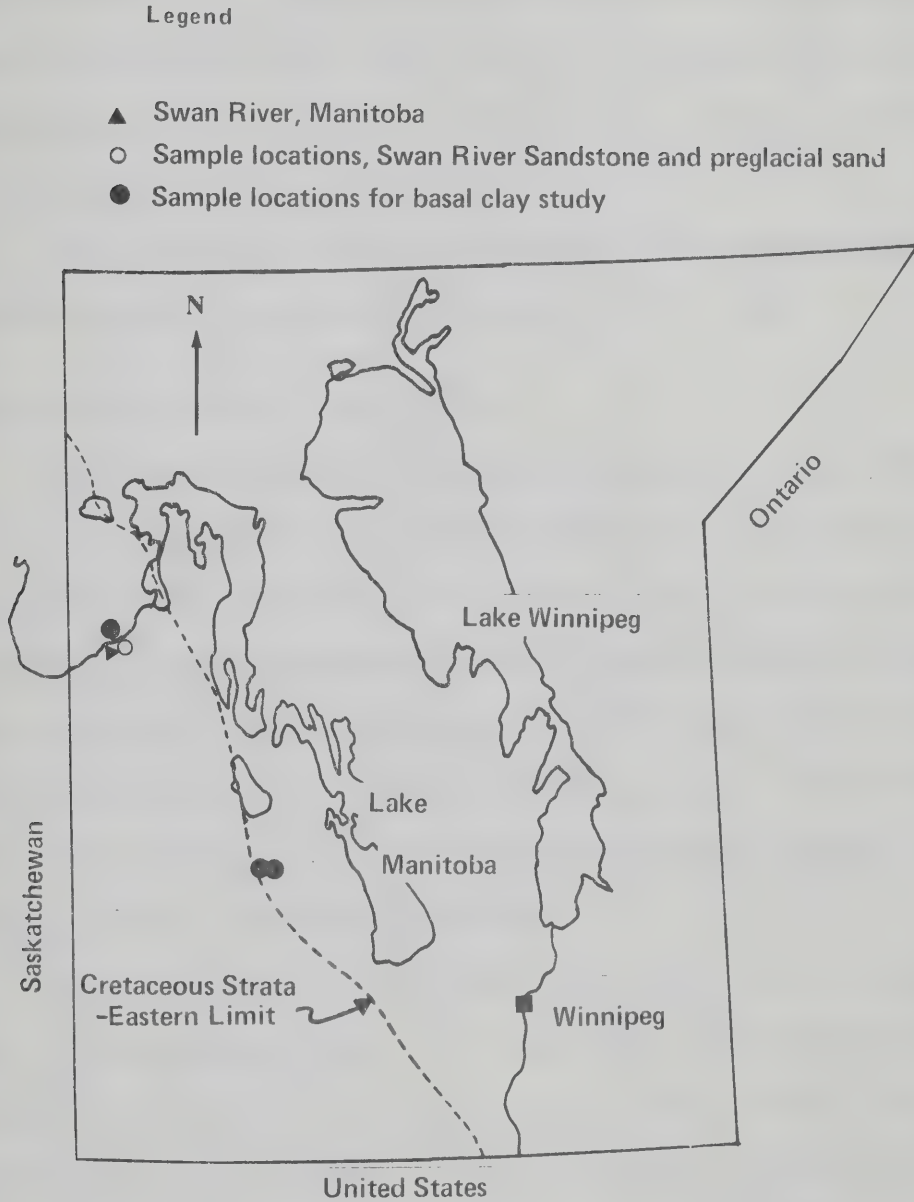 Legend
Swan River, Manitoba
Sample locations, Swan River Sandstone and preglacial sand
Sample locations for basal clay study
N
Ontario
Lake Winnipeg
Lake
Manitoba
Saskatchewan
Cretaceous Strata
-Eastern Limit
Winnipeg
United States